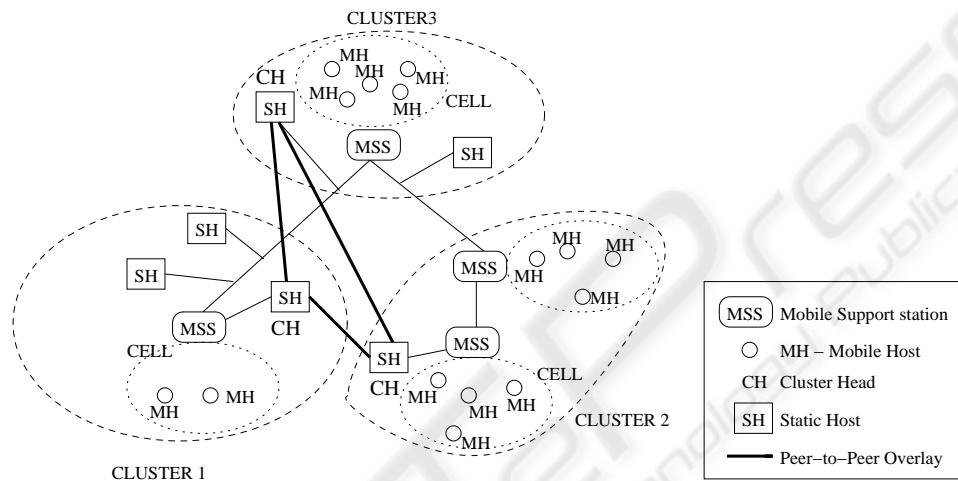 CLUSTER3
MH
MH
MH
MH
MH
CH
SH
CELL
MSS
SH
SH
SH
SH
CH
MSS
CELL
MH
MH
CLUSTER 1
MSS
MH
MH
MH
MH
MSS
SH
CH
CELL
MH
MH
MH
MH
CLUSTER 2
MSS Mobile Support station
MH – Mobile Host
CH Cluster Head
SH Static Host
Peer–to–Peer Overlay